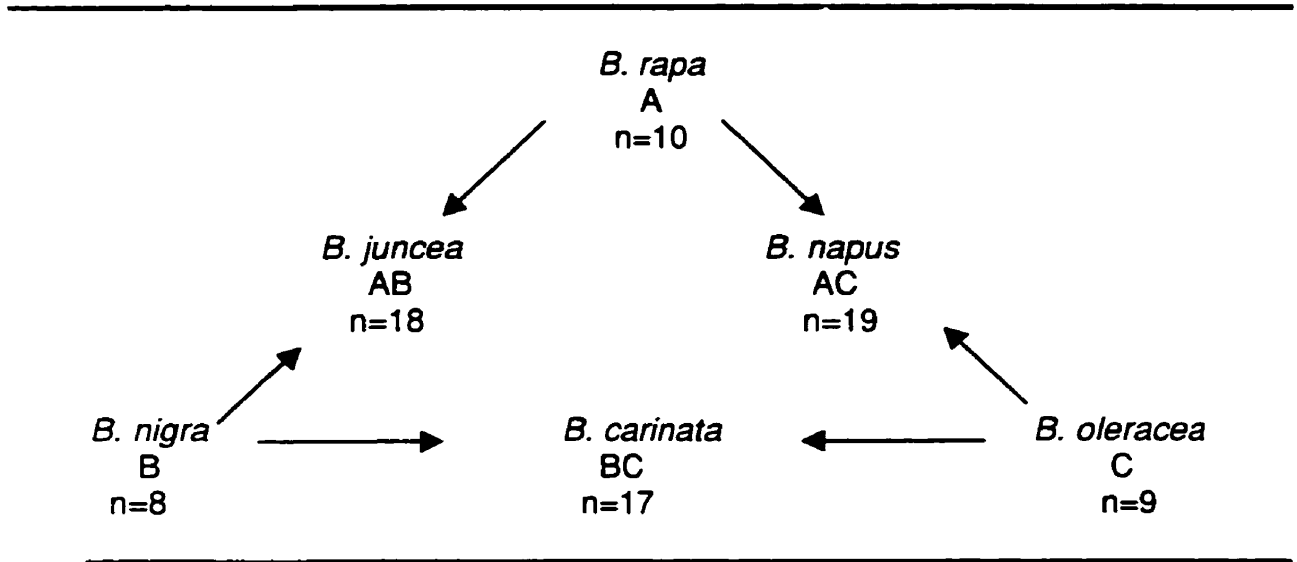 B. rapa
A
n=10
B. juncea
AB
n=18
B. napus
AC
n=19
B. nigra
B
n=8
B. carinata
BC
n=17
B. oleracea
C
n=9